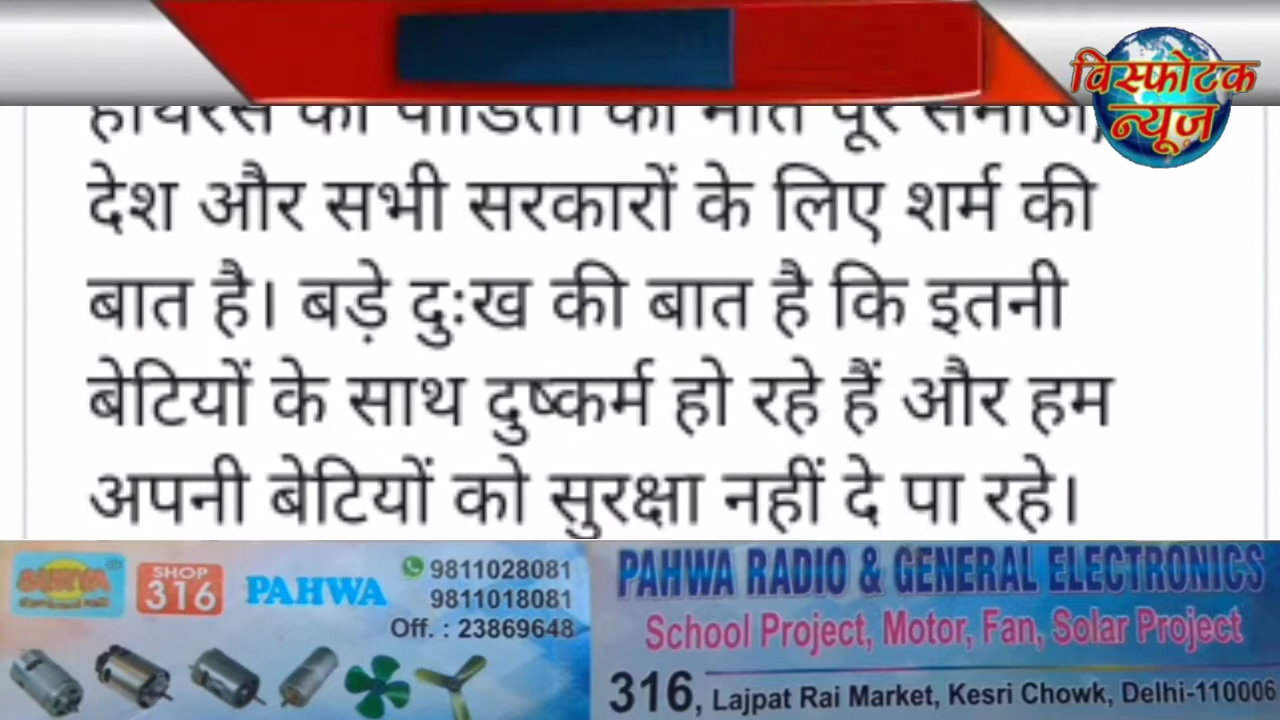 विस्फोटक
न्यूज़
हाथरस की पीडिता की मौत पूरे समाज,
देश और सभी सरकारों के लिए शर्म की
बात है। बड़े दुःख की बात है कि इतनी
बेटियों के साथ दुष्कर्म हो रहे हैं और हम
अपनी बेटियों को सुरक्षा नहीं दे पा रहे।
SHOP
316
PAHWA
9811028081
9811018081
Off. : 23869648
PAHWA RADIO & GENERAL ELECTRONICS
School Project, Motor, Fan, Solar Project
316, Lajpat Rai Market, Kesri Chowk, Delhi-110006